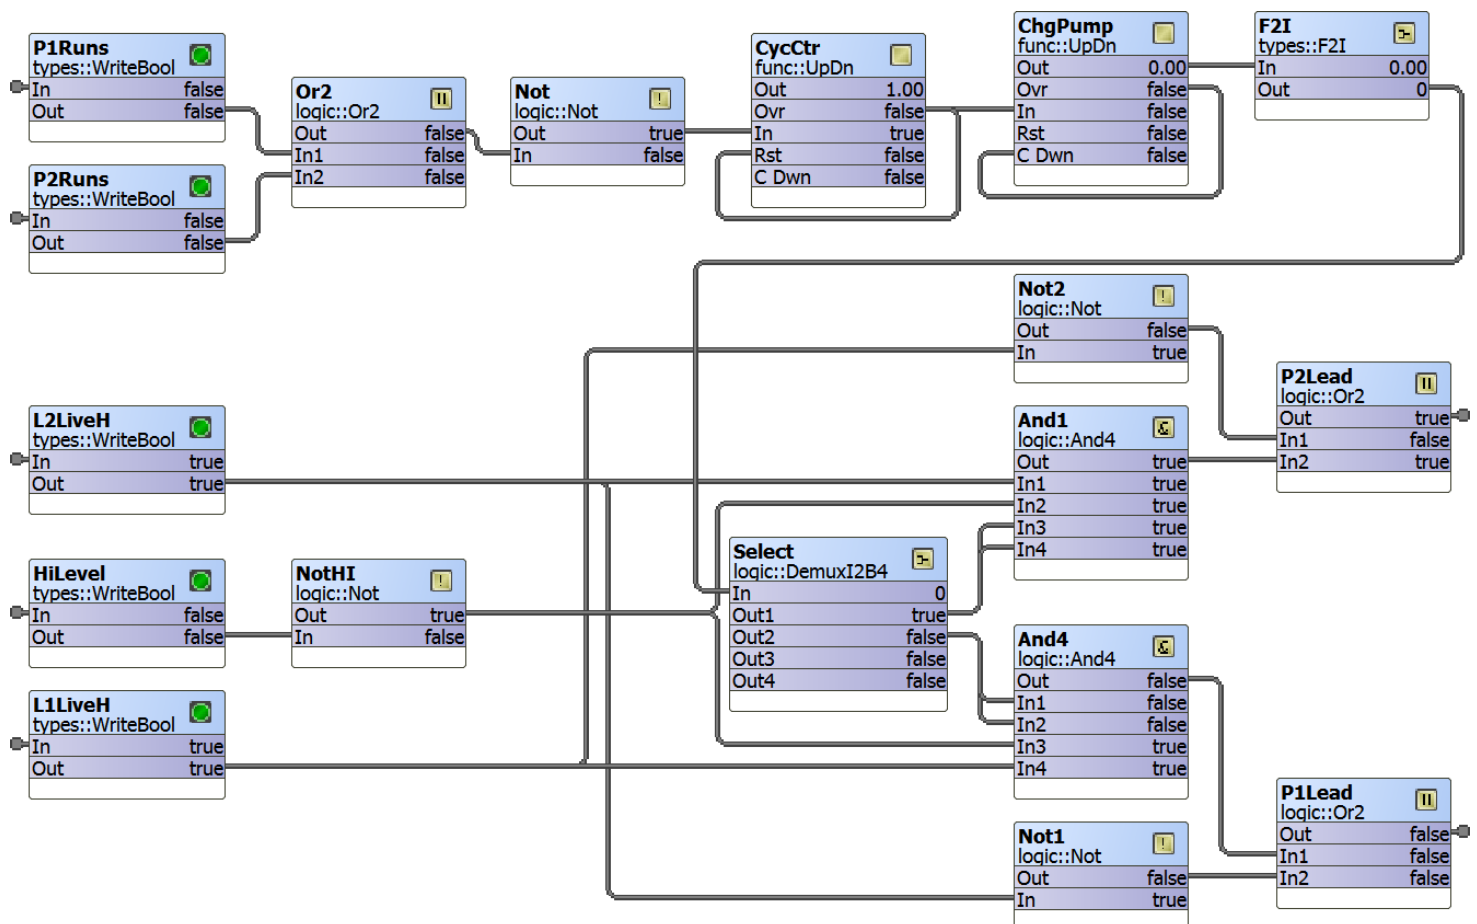 P1Runs
types::WriteBool
In false
Out false
P2Runs
types::WriteBool
In false
Out false
Or2
logic::Or2
Out false
In1 false
In2 false
Not
logic::Not
Out true
In false
CycCtr
func::UpDn
Out 1.00
Ovr false
In true
Rst false
C Dwn false
ChgPump
func::UpDn
Out 0.00
Ovr false
In false
Rst false
C Dwn false
F2I
types::F2I
In 0.00
Out 0
Not2
logic::Not
Out false
In true
P2Lead
logic::Or2
Out true
In1 false
In2 true
L2LiveH
types::WriteBool
In true
Out true
And1
logic::And4
Out true
In1 true
In2 true
In3 true
In4 true
HiLevel
types::WriteBool
In false
Out false
NotHI
logic::Not
Out true
In false
Select
logic::DemuxI2B4
In 0
Out1 true
Out2 false
Out3 false
Out4 false
And4
logic::And4
Out false
In1 false
In2 false
In3 true
In4 true
L1LiveH
types::WriteBool
In true
Out true
P1Lead
logic::Or2
Out false
In1 false
In2 false
Not1
logic::Not
Out false
In true